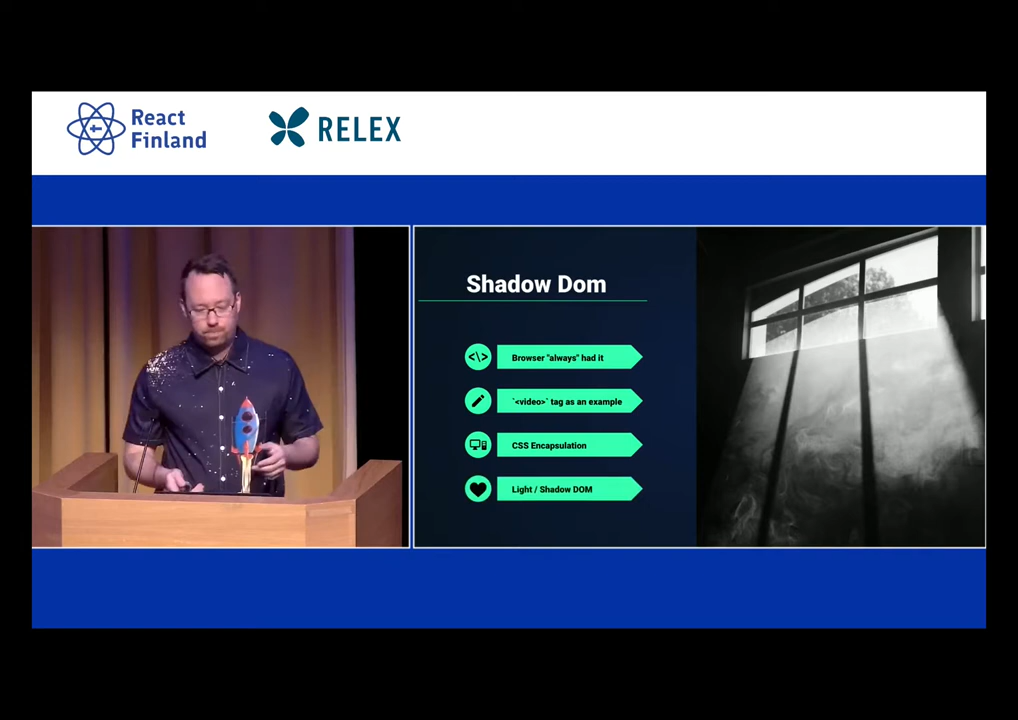 React
Finland
RELEX
Shadow Dom
Browser "always" had it
`<video>` tag as an example
CSS Encapsulation
Light / Shadow DOM